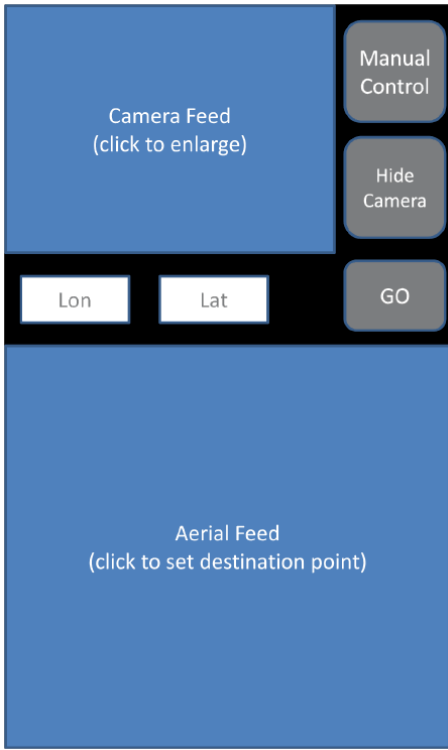 Camera Feed
(click to enlarge)
Manual
Control
Hide
Camera
Lon
Lat
GO
Aerial Feed
(click to set destination point)